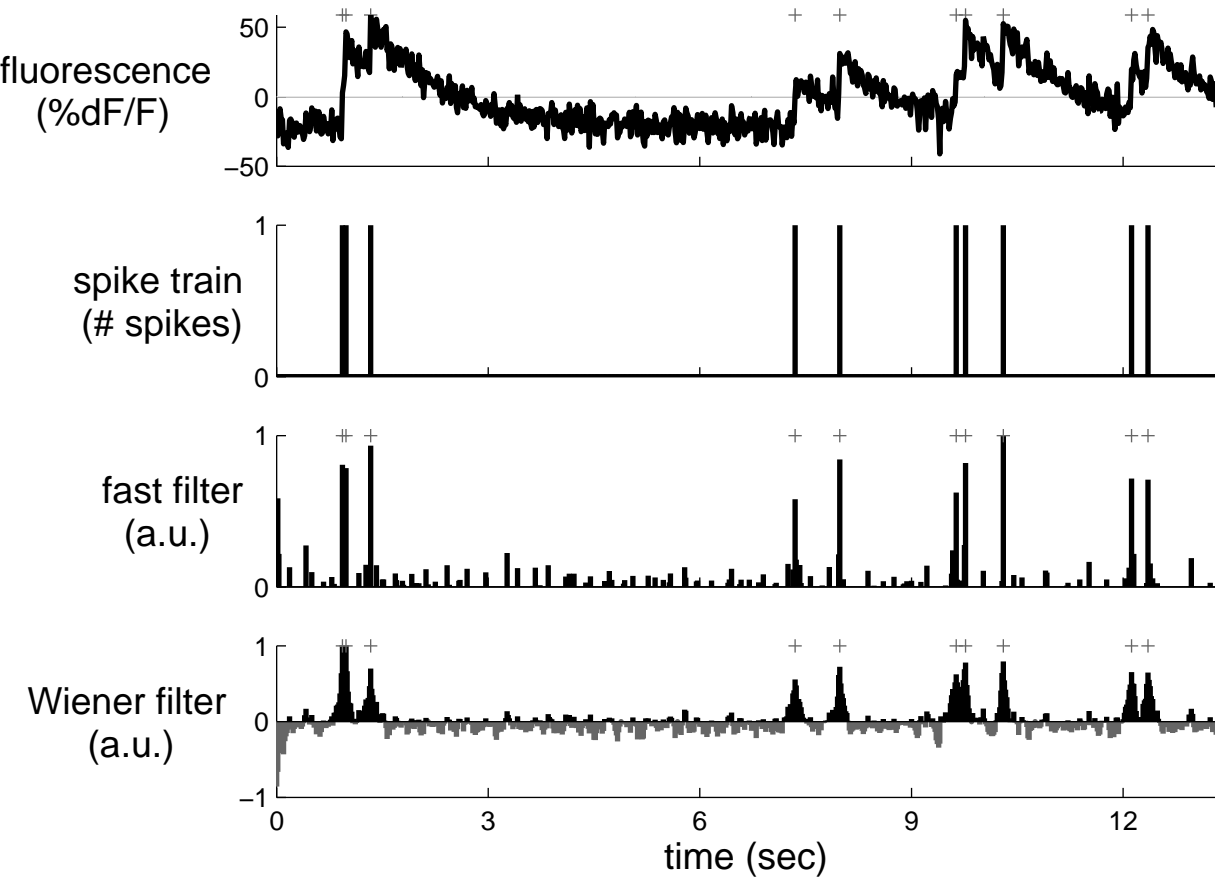 50
fluorescence
0
(%dF/F)
−50
1
spike train
(# spikes)
0
1
fast filter
(a.u.)
0
1
Wiener filter
0
(a.u.)
−1
0 3 6 9 12
time (sec)